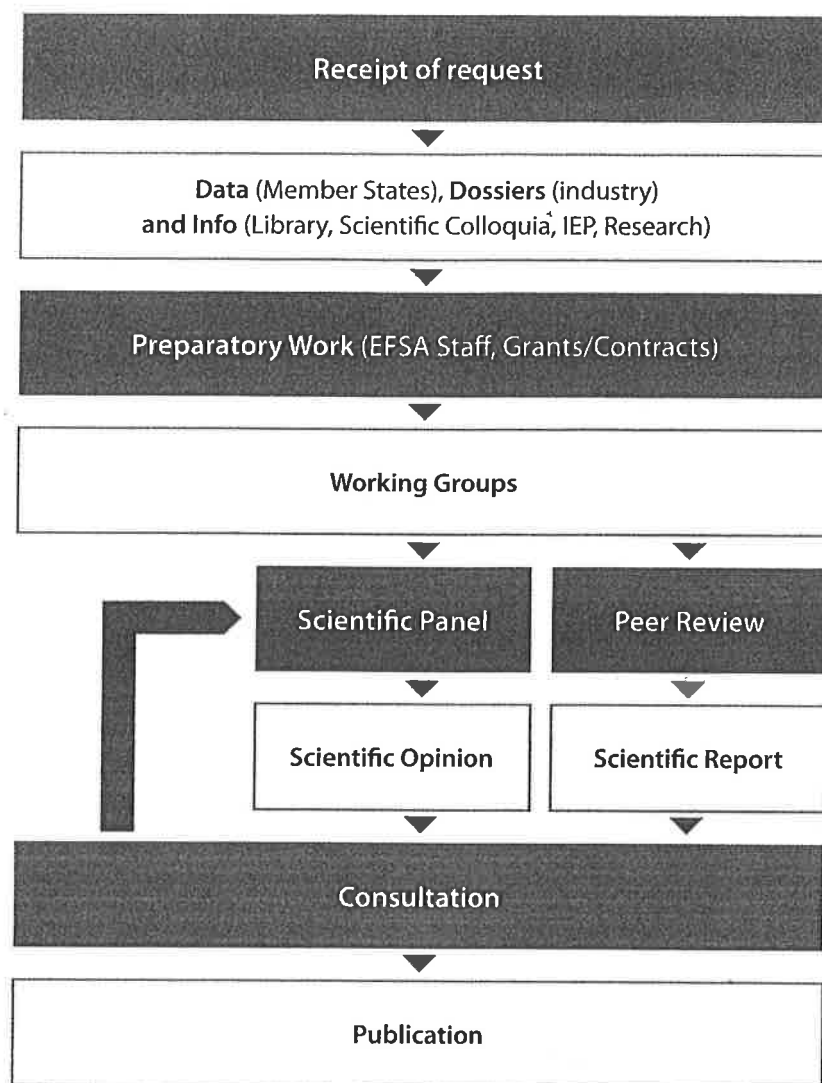 Receipt of request
Data (Member States), Dossiers (industry)
and Info (Library, Scientific Colloquia, IEP, Research)
Preparatory Work (EFSA Staff, Grants/Contracts)
Working Groups
Scientific Panel
Peer Review
Scientific Opinion
Scientific Report
Consultation
Publication